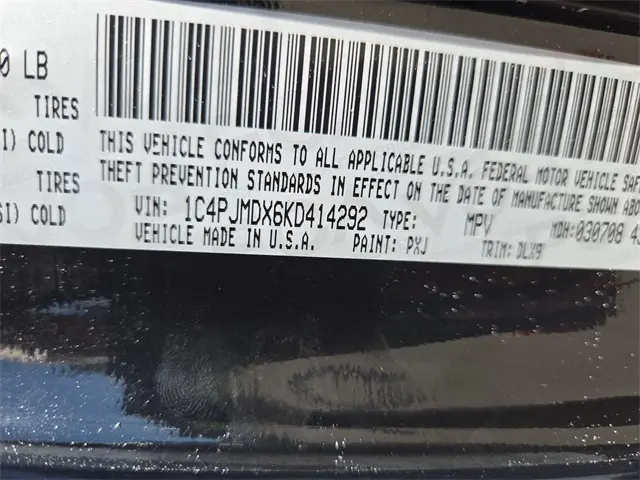 0 LB
TIRES
I) COLD
TIRES
SI) COLD
THIS VEHICLE CONFORMS TO ALL APPLICABLE U.S.A. FEDERAL MOTOR VEHICLE SAF
THEFT PREVENTION STANDARDS IN EFFECT ON THE DATE OF MANUFACTURE SHOWN ABO
VIN: 1C4PJMDX6KD414292 TYPE: MPV MDH:030708 4
VEHICLE MADE IN U.S.A. PAINT: PXJ TRIM: DLX9